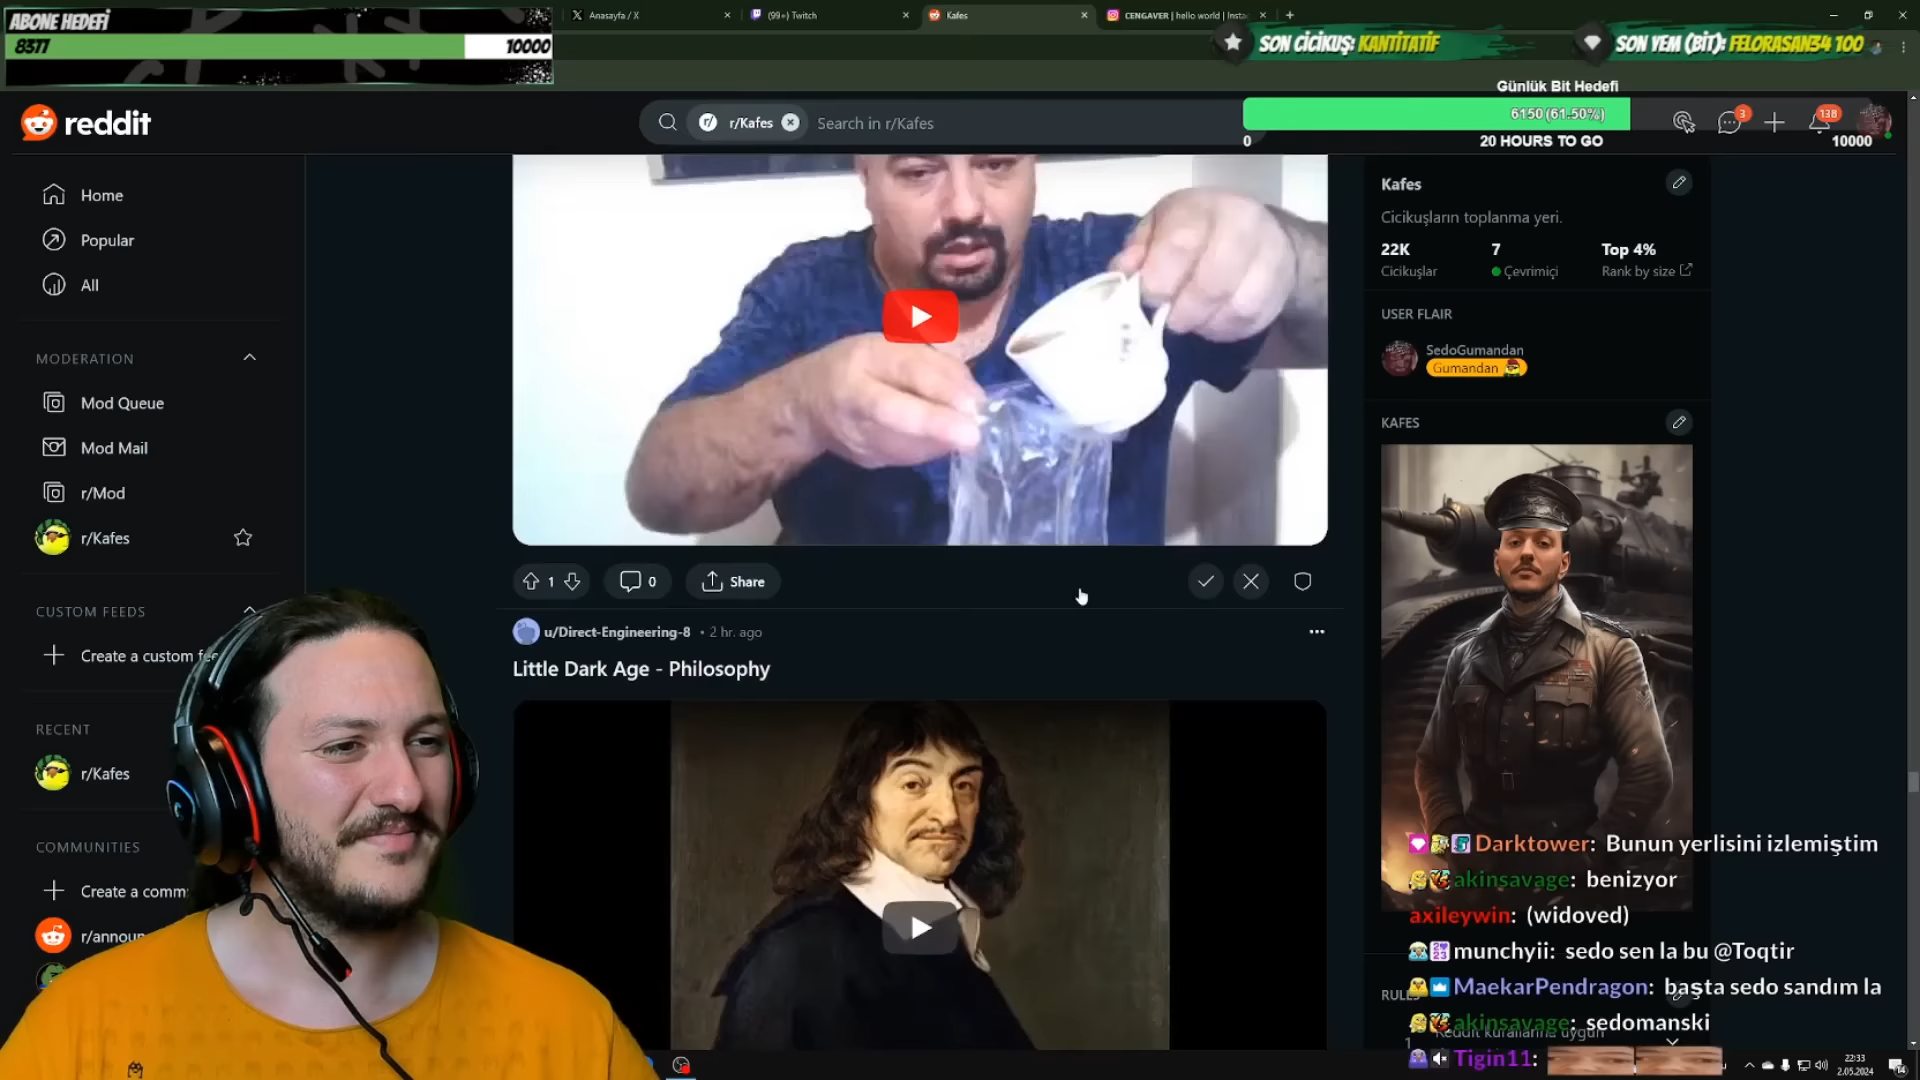 ABONE HEDEFİ
8377
10000
Anasayfa / X
(99+) Twitch
Kafes
CENGAVER | hello world | Insta
SON CİCİKUŞ: KANTİTATİF
SON YEM (BİT): FELORASAN34 100
Günlük Bit Hedefi
6150 (61.50%)
0
20 HOURS TO GO
10000
reddit
r/Kafes
Search in r/Kafes
3
138
Home
Popular
All
MODERATION
Mod Queue
Mod Mail
r/Mod
r/Kafes
CUSTOM FEEDS
Create a custom fee
RECENT
r/Kafes
COMMUNITIES
Create a comm
r/announ
1
0
Share
u/Direct-Engineering-8 • 2 hr. ago
Little Dark Age - Philosophy
Kafes
Cicikuşların toplanma yeri.
22K
7
Top 4%
Cicikuşlar
Çevrimiçi
Rank by size
USER FLAIR
SedoGumandan
Gumandan
KAFES
Darktower: Bunun yerlisini izlemiştim
akinsavage: benizyor
axileywin: (widoved)
munchyii: sedo sen la bu @Toqtir
MaekarPendragon: başta sedo sandım la
RULES
akinsavage: sedomanski
1
Reddit kurallarına uygun
Tigin11:
22:33
2.05.2024
14